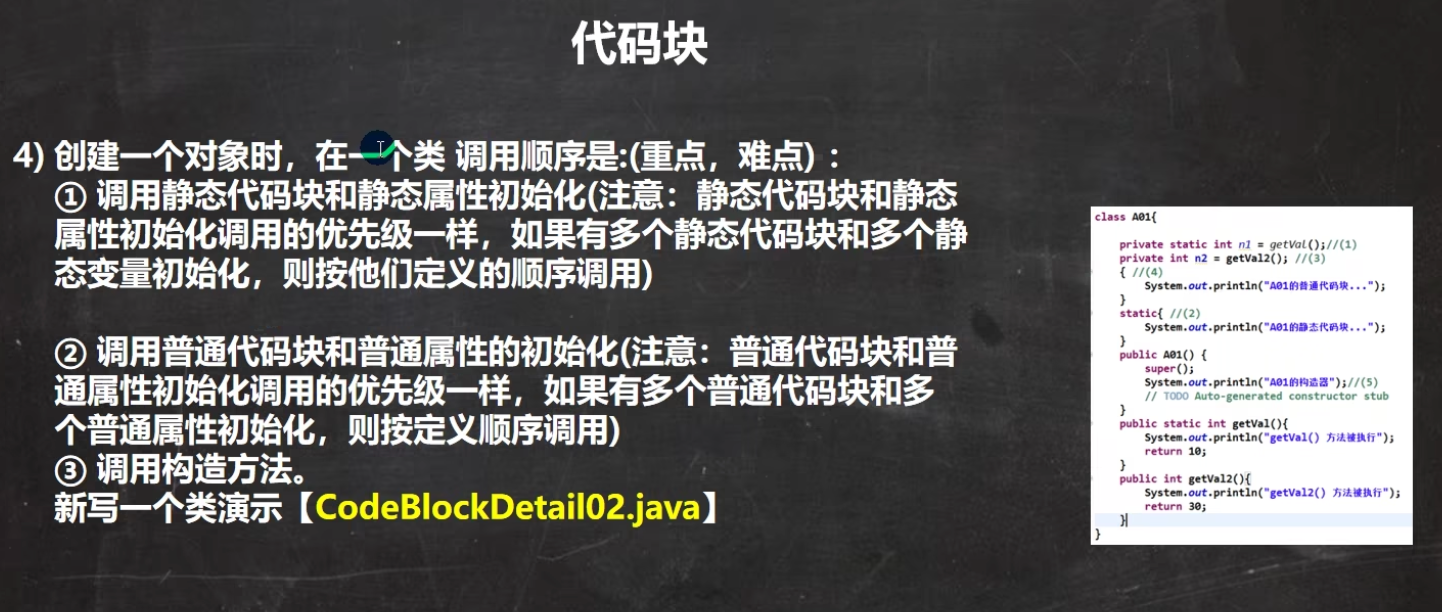 代码块
4) 创建一个对象时，在一个类 调用顺序是:(重点，难点) ：
① 调用静态代码块和静态属性初始化(注意：静态代码块和静态
属性初始化调用的优先级一样，如果有多个静态代码块和多个静
态变量初始化，则按他们定义的顺序调用)
② 调用普通代码块和普通属性的初始化(注意：普通代码块和普
通属性初始化调用的优先级一样，如果有多个普通代码块和多
个普通属性初始化，则按定义顺序调用)
③ 调用构造方法。
新写一个类演示【CodeBlockDetail02.java】
class A01{
private static int n1 = getVal();//(1)
private int n2 = getVal2(); //(3)
{ //(4)
System.out.println("A01的普通代码块...");
}
static{ //(2)
System.out.println("A01的静态代码块...");
}
public A01() {
super();
System.out.println("A01的构造器");//(5)
// TODO Auto-generated constructor stub
}
public static int getVal(){
System.out.println("getVal() 方法被执行");
return 10;
}
public int getVal2(){
System.out.println("getVal2() 方法被执行");
return 30;
}
}